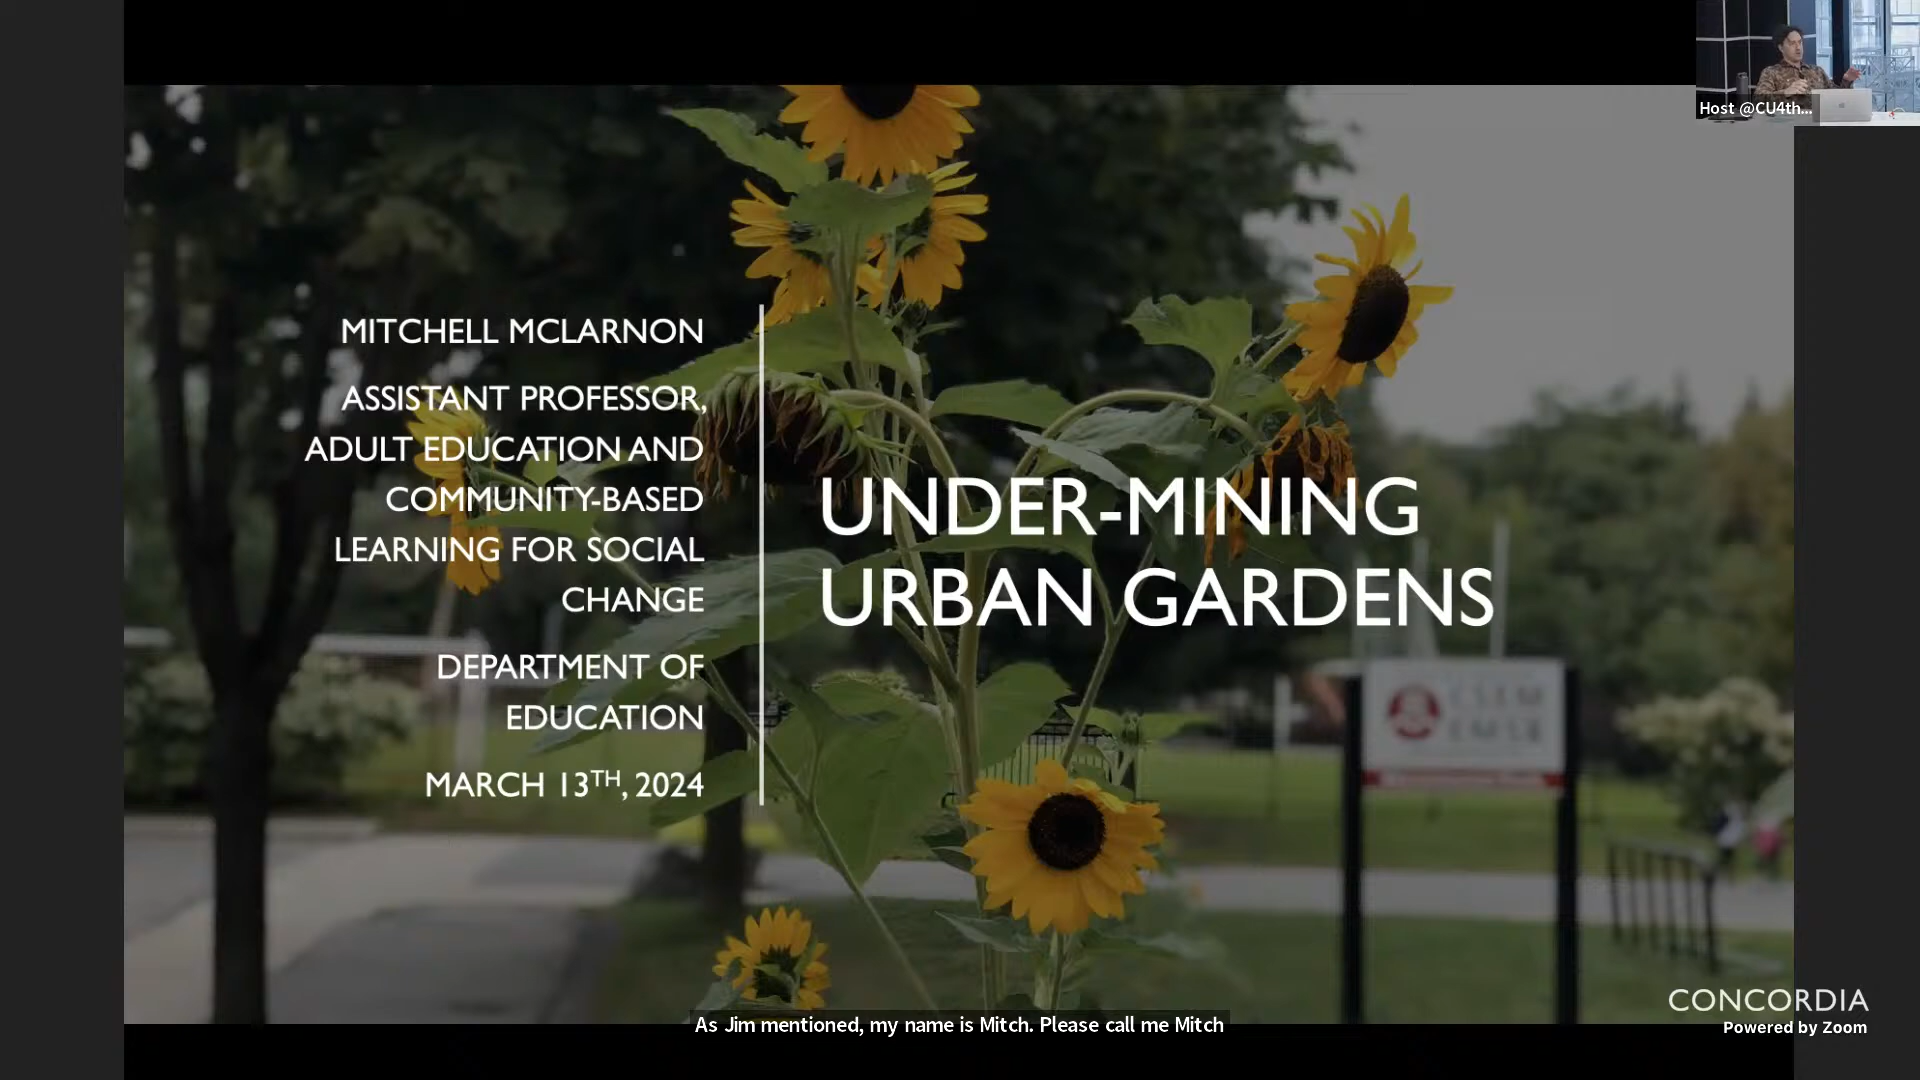 Host @CU4th...
MITCHELL MCLARNON
ASSISTANT PROFESSOR,
ADULT EDUCATION AND
COMMUNITY-BASED
LEARNING FOR SOCIAL
CHANGE
DEPARTMENT OF
EDUCATION
MARCH 13TH, 2024
UNDER-MINING
URBAN GARDENS
As Jim mentioned, my name is Mitch. Please call me Mitch
CONCORDIA
Powered by Zoom